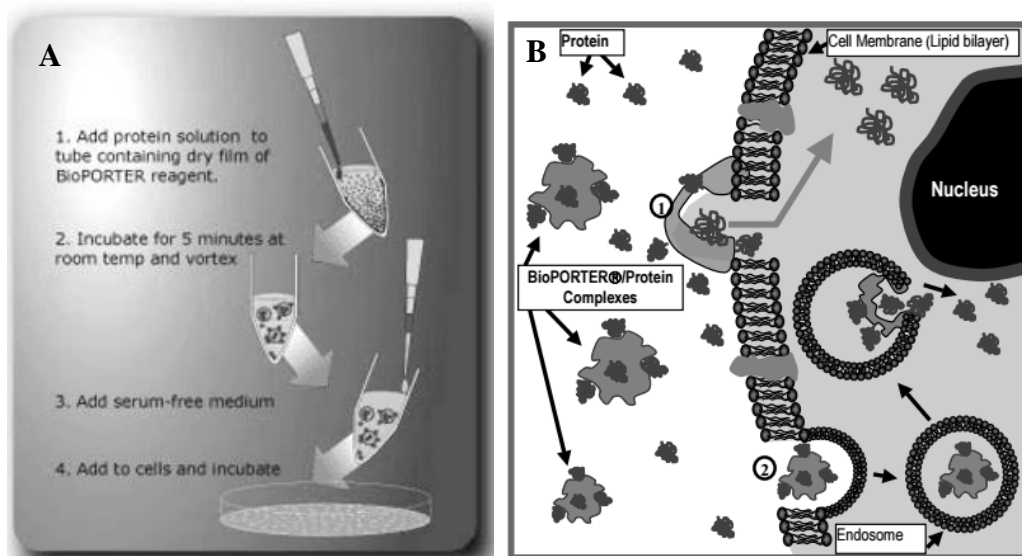 A
1. Add protein solution to
tube containing dry film of
BioPORTER reagent.
2. Incubate for 5 minutes at
room temp and vortex
3. Add serum-free medium
4. Add to cells and incubate
B
Protein
Cell Membrane (Lipid bilayer)
Nucleus
1
BioPORTER®/Protein
Complexes
2
Endosome